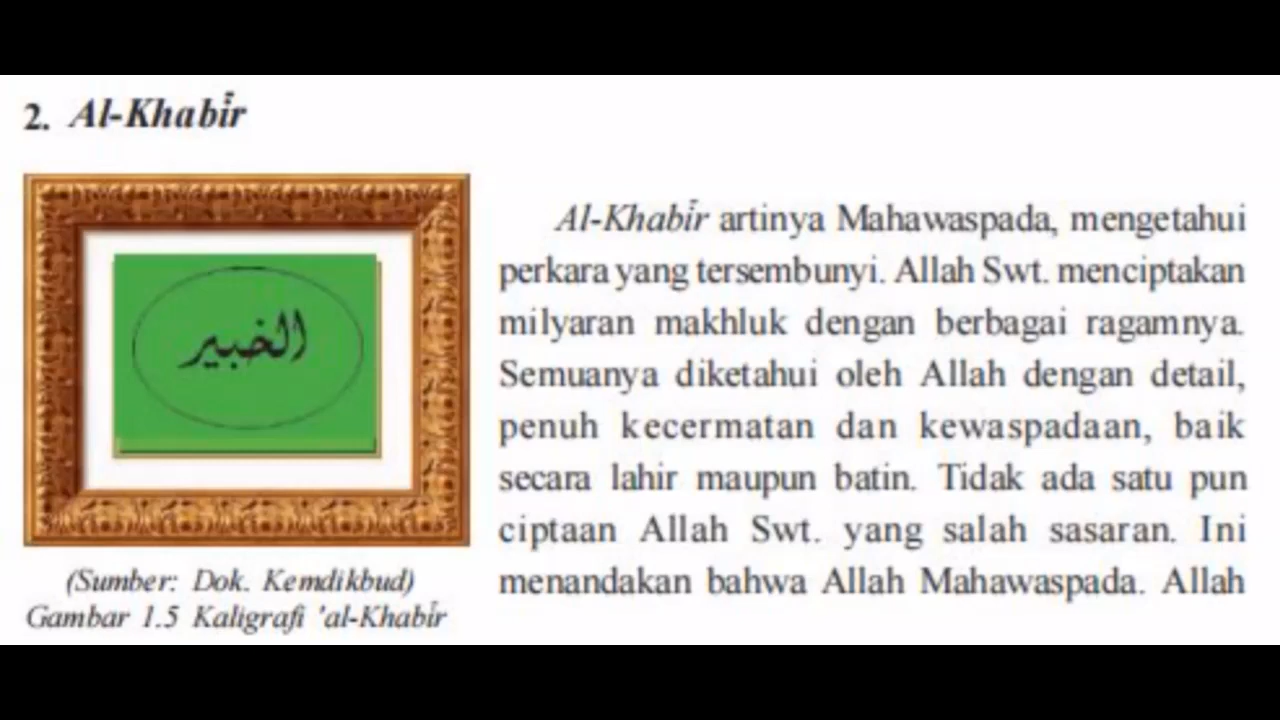 2. Al-Khabīr
الخبير
(Sumber: Dok. Kemdikbud)
Gambar 1.5 Kaligrafi 'al-Khabīr
Al-Khabīr artinya Mahawaspada, mengetahui
perkara yang tersembunyi. Allah Swt. menciptakan
milyaran makhluk dengan berbagai ragamnya.
Semuanya diketahui oleh Allah dengan detail,
penuh kecermatan dan kewaspadaan, baik
secara lahir maupun batin. Tidak ada satu pun
ciptaan Allah Swt. yang salah sasaran. Ini
menandakan bahwa Allah Mahawaspada. Allah